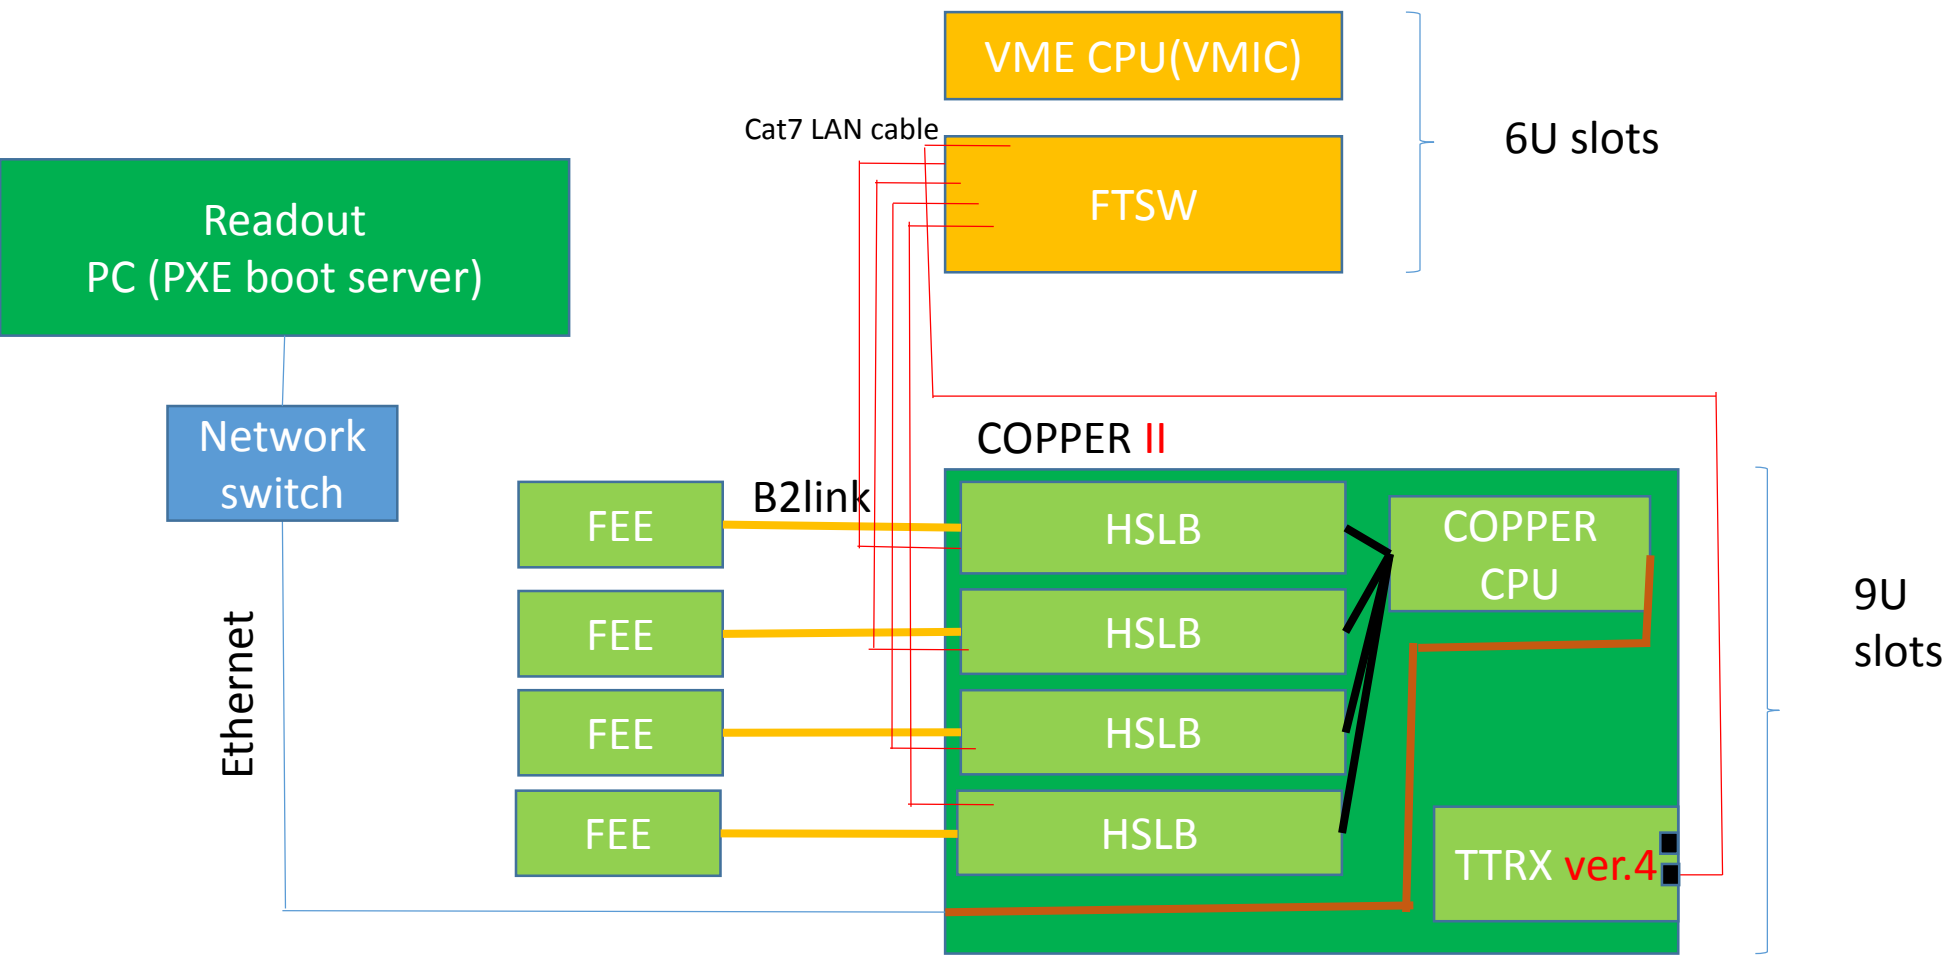 VME CPU(VMIC)
6U slots
Cat7 LAN cable
FTSW
Readout
PC (PXE boot server)
Network
switch
COPPER II
B2link
FEE
HSLB
COPPER
CPU
FEE
HSLB
FEE
HSLB
FEE
HSLB
Ethernet
TTRX ver.4
9U
slots